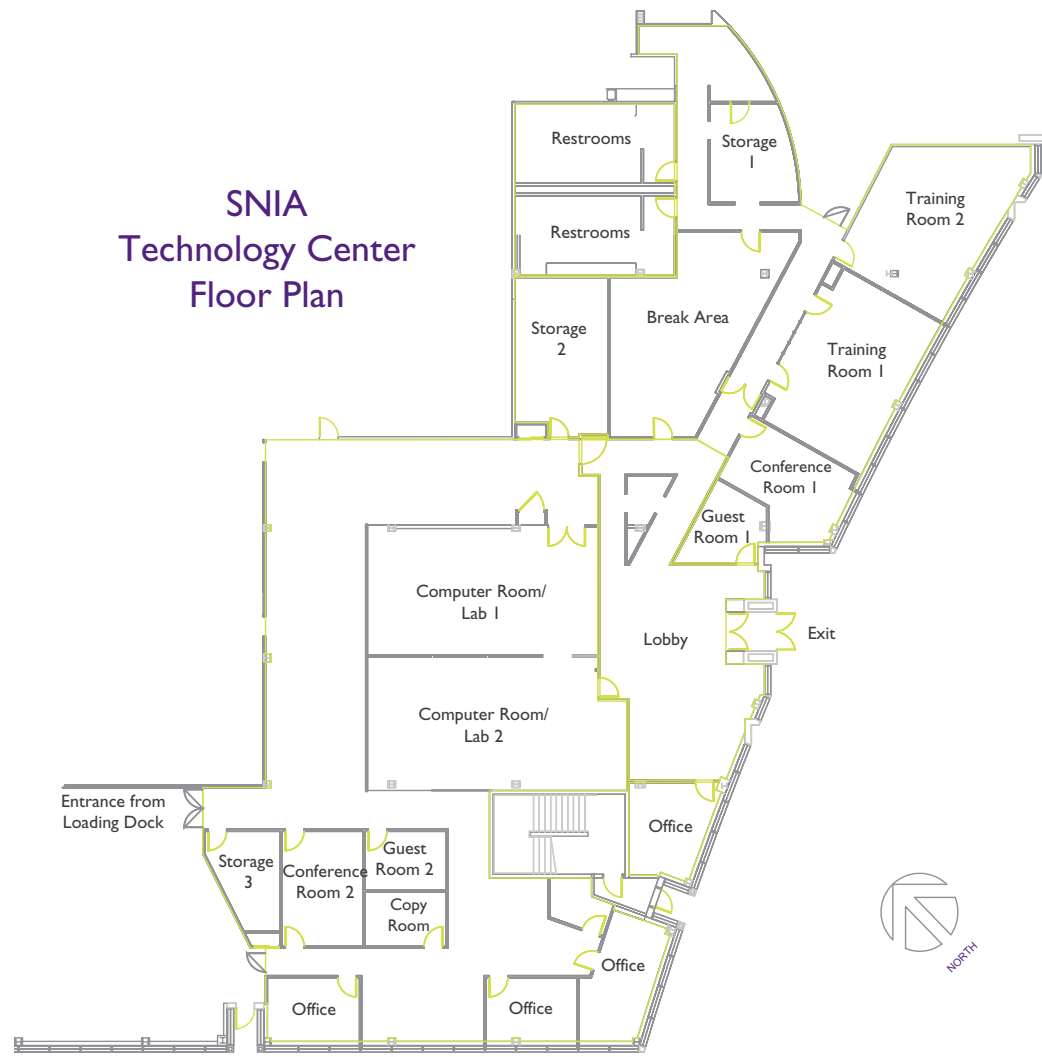 SNIA
Technology Center
Floor Plan
Restrooms
Storage
1
Training
Room 2
Restrooms
Break Area
Storage
2
Training
Room 1
Conference
Room 1
Guest
Room 1
Computer Room/
Lab 1
Lobby
Exit
Computer Room/
Lab 2
Entrance from
Loading Dock
Office
Storage
3
Conference
Room 2
Guest
Room 2
Copy
Room
Office
Office
Office
NORTH